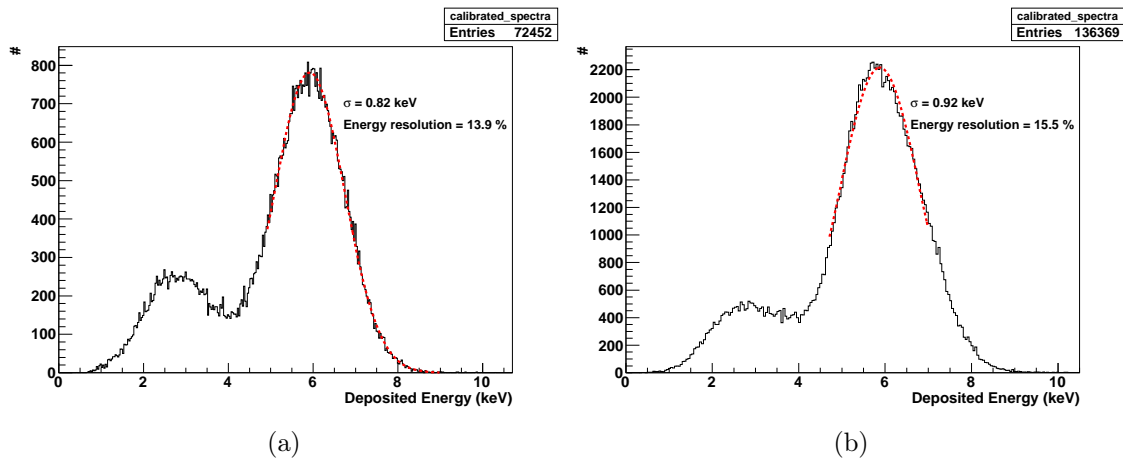 calibrated_spectra
Entries 72452
#
800
700
600
500
400
300
200
100
0
σ = 0.82 keV
Energy resolution = 13.9 %
0 2 4 6 8 10
Deposited Energy (keV)
(a)
calibrated_spectra
Entries 136369
#
2200
2000
1800
1600
1400
1200
1000
800
600
400
200
0
σ = 0.92 keV
Energy resolution = 15.5 %
0 2 4 6 8 10
Deposited Energy (keV)
(b)